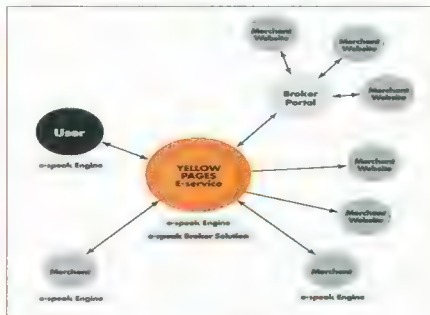 Merchant
Website
Merchant
Website
Merchant
Website
Broker
Portal
User
e-speak Engine
YELLOW
PAGES
E-service
Merchant
Website
Merchant
Website
e-speak Engine
e-speak Broker Solution
Merchant
e-speak Engine
Merchant
e-speak Engine